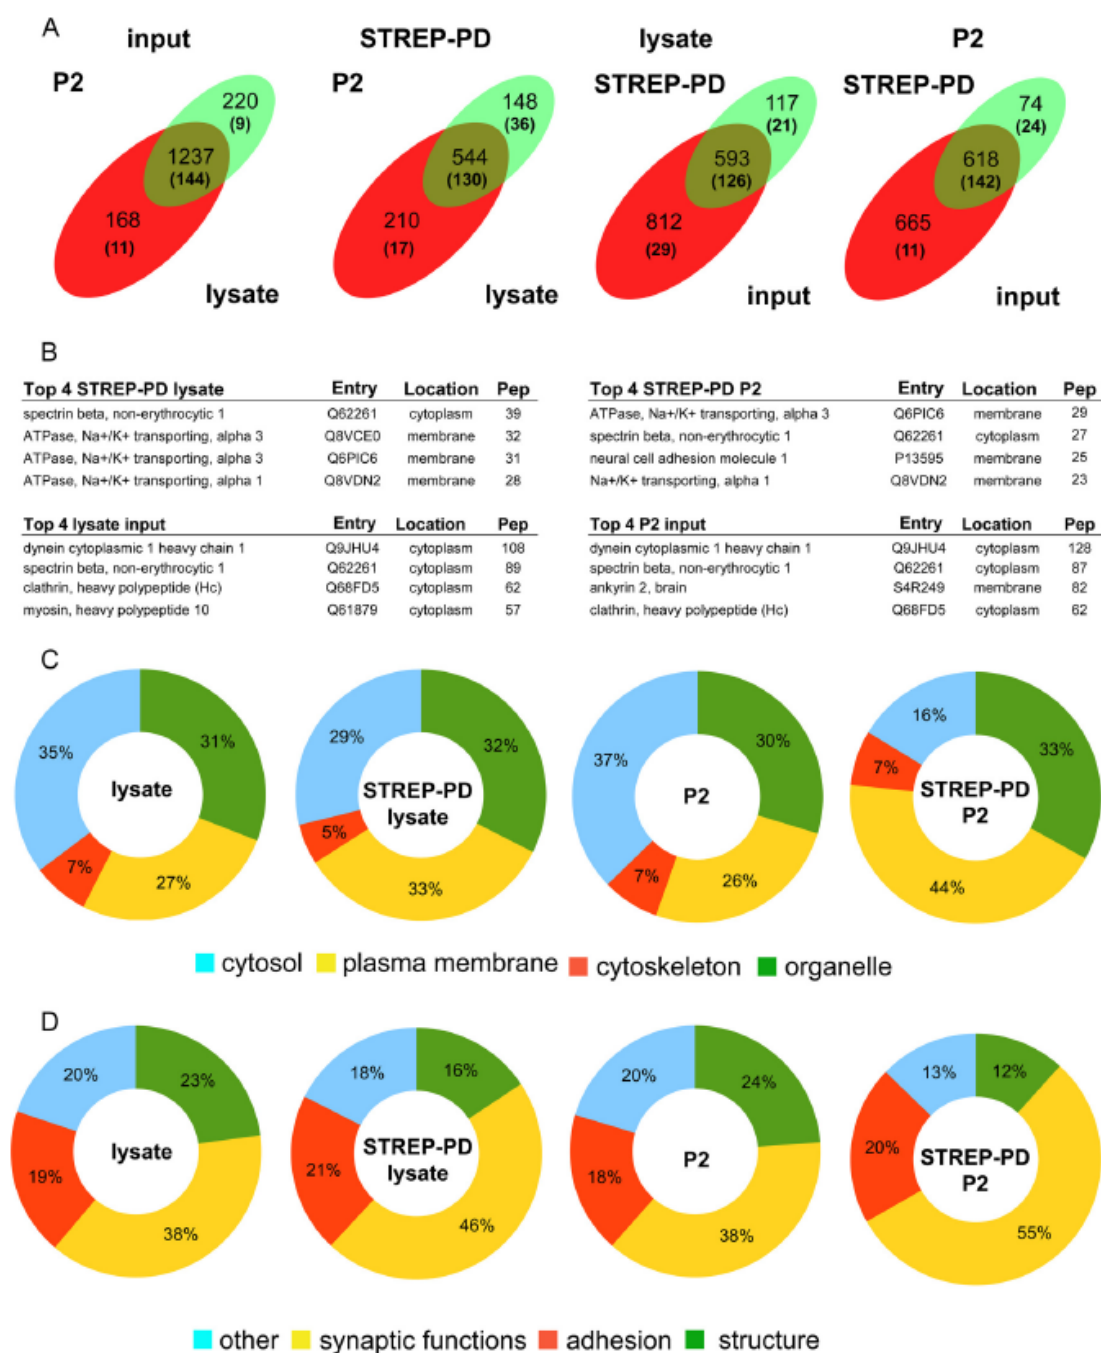 A
input
STREP-PD
lysate
P2
P2
P2
STREP-PD
STREP-PD
220
(9)
1237
(144)
168
(11)
lysate
148
(36)
544
(130)
210
(17)
lysate
117
(21)
593
(126)
812
(29)
input
74
(24)
618
(142)
665
(11)
input
B
Top 4 STREP-PD lysate Entry Location Pep
spectrin beta, non-erythrocytic 1 Q62261 cytoplasm 39
ATPase, Na+/K+ transporting, alpha 3 Q8VCE0 membrane 32
ATPase, Na+/K+ transporting, alpha 3 Q6PIC6 membrane 31
ATPase, Na+/K+ transporting, alpha 1 Q8VDN2 membrane 28
Top 4 STREP-PD P2 Entry Location Pep
ATPase, Na+/K+ transporting, alpha 3 Q6PIC6 membrane 29
spectrin beta, non-erythrocytic 1 Q62261 cytoplasm 27
neural cell adhesion molecule 1 P13595 membrane 25
Na+/K+ transporting, alpha 1 Q8VDN2 membrane 23
Top 4 lysate input Entry Location Pep
dynein cytoplasmic 1 heavy chain 1 Q9JHU4 cytoplasm 108
spectrin beta, non-erythrocytic 1 Q62261 cytoplasm 89
clathrin, heavy polypeptide (Hc) Q68FD5 cytoplasm 62
myosin, heavy polypeptide 10 Q61879 cytoplasm 57
Top 4 P2 input Entry Location Pep
dynein cytoplasmic 1 heavy chain 1 Q9JHU4 cytoplasm 128
spectrin beta, non-erythrocytic 1 Q62261 cytoplasm 87
ankyrin 2, brain S4R249 membrane 82
clathrin, heavy polypeptide (Hc) Q68FD5 cytoplasm 62
C
35%
31%
lysate
7%
27%
29%
32%
STREP-PD
lysate
5%
33%
37%
30%
P2
7%
26%
16%
33%
7%
STREP-PD
P2
44%
cytosol plasma membrane cytoskeleton organelle
D
20%
23%
lysate
19%
38%
18%
16%
STREP-PD
lysate
21%
46%
20%
24%
P2
18%
38%
13%
12%
20%
STREP-PD
P2
55%
other synaptic functions adhesion structure